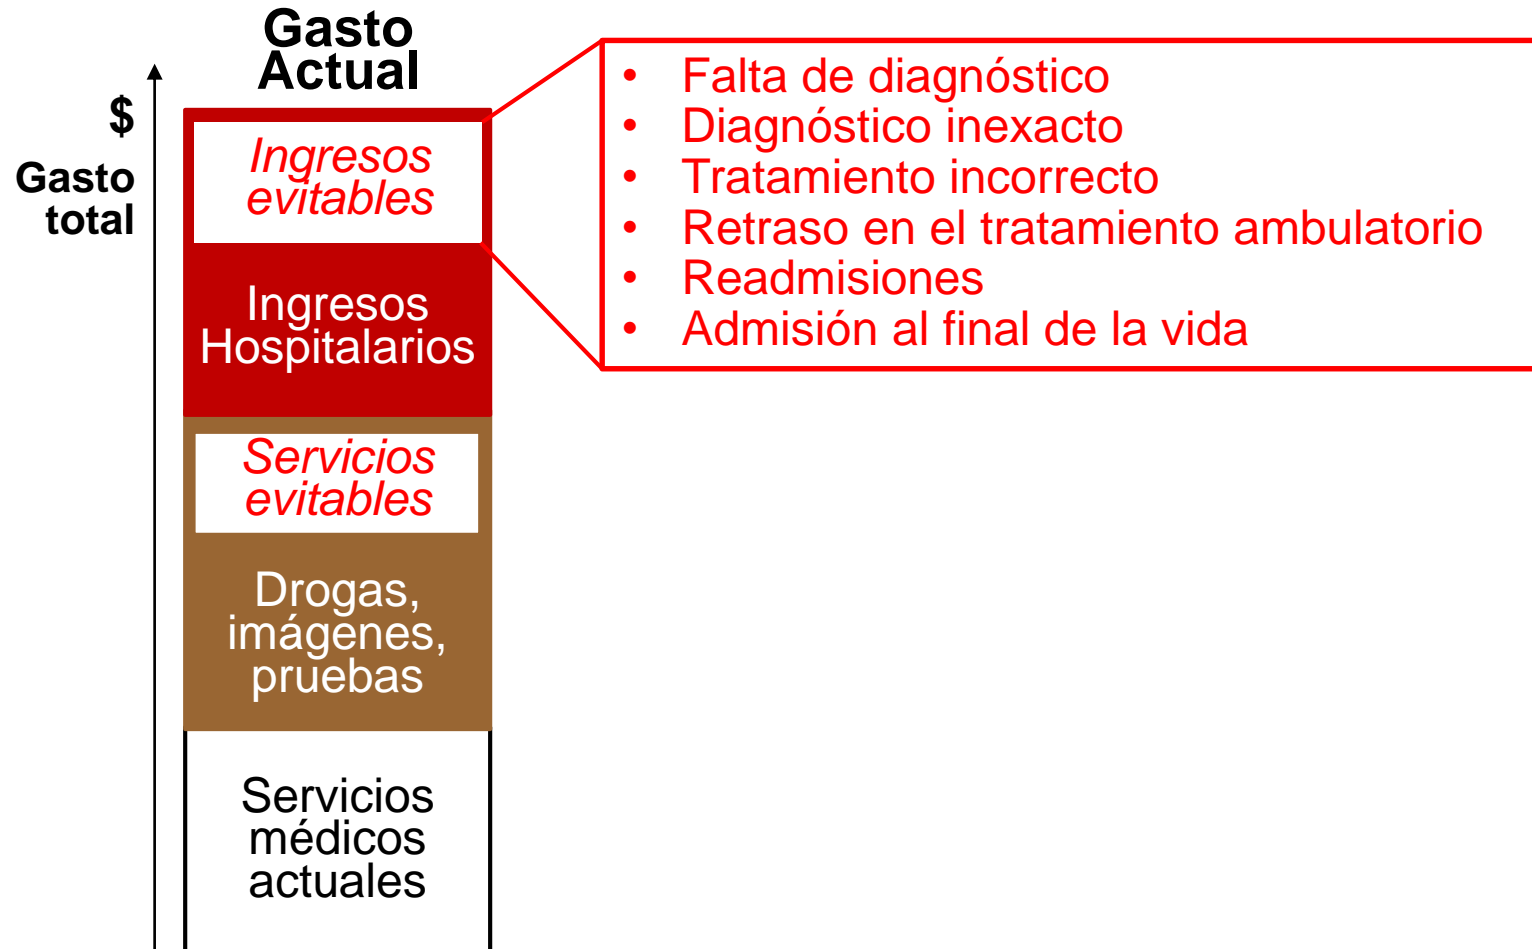 Gasto
Actual
$
Gasto
total
Ingresos
evitables
Ingresos
Hospitalarios
Servicios
evitables
Drogas,
imágenes,
pruebas
Servicios
médicos
actuales
• Falta de diagnóstico
• Diagnóstico inexacto
• Tratamiento incorrecto
• Retraso en el tratamiento ambulatorio
• Readmisiones
• Admisión al final de la vida